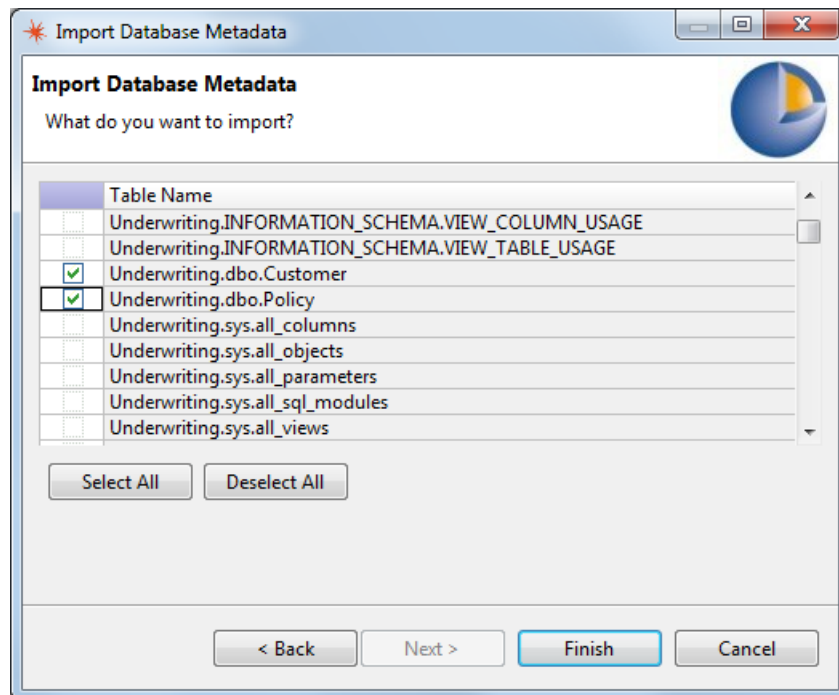 Import Database Metadata
Import Database Metadata
What do you want to import?
Table Name
Underwriting.INFORMATION_SCHEMA.VIEW_COLUMN_USAGE
Underwriting.INFORMATION_SCHEMA.VIEW_TABLE_USAGE
Underwriting.dbo.Customer
Underwriting.dbo.Policy
Underwriting.sys.all_columns
Underwriting.sys.all_objects
Underwriting.sys.all_parameters
Underwriting.sys.all_sql_modules
Underwriting.sys.all_views
Select All Deselect All
< Back Next > Finish Cancel